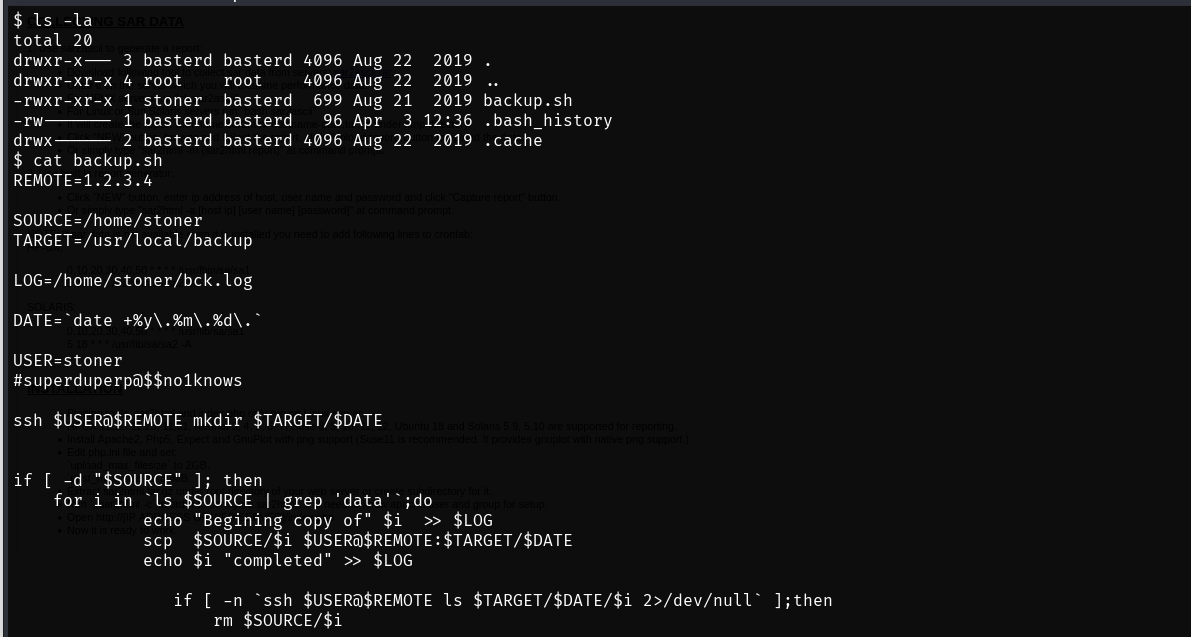 $ ls -la
total 20
drwxr-x--- 3 basterd basterd 4096 Aug 22  2019 .
drwxr-xr-x 4 root    root    4096 Aug 22  2019 ..
-rwxr-xr-x 1 stoner  basterd  699 Aug 21  2019 backup.sh
-rw------- 1 basterd basterd   96 Apr  3 12:36 .bash_history
drwx------ 2 basterd basterd 4096 Aug 22  2019 .cache
$ cat backup.sh
REMOTE=1.2.3.4
SOURCE=/home/stoner
TARGET=/usr/local/backup
LOG=/home/stoner/bck.log
DATE=`date +%y\.%m\.%d\.`
USER=stoner
#superduperp@$$no1knows
ssh $USER@$REMOTE mkdir $TARGET/$DATE
if [ -d "$SOURCE" ]; then
    for i in `ls $SOURCE | grep 'data'`;do
             echo "Begining copy of" $i  >> $LOG
             scp  $SOURCE/$i $USER@$REMOTE:$TARGET/$DATE
             echo $i "completed" >> $LOG
                if [ -n `ssh $USER@$REMOTE ls $TARGET/$DATE/$i 2>/dev/null` ];then
                    rm $SOURCE/$i